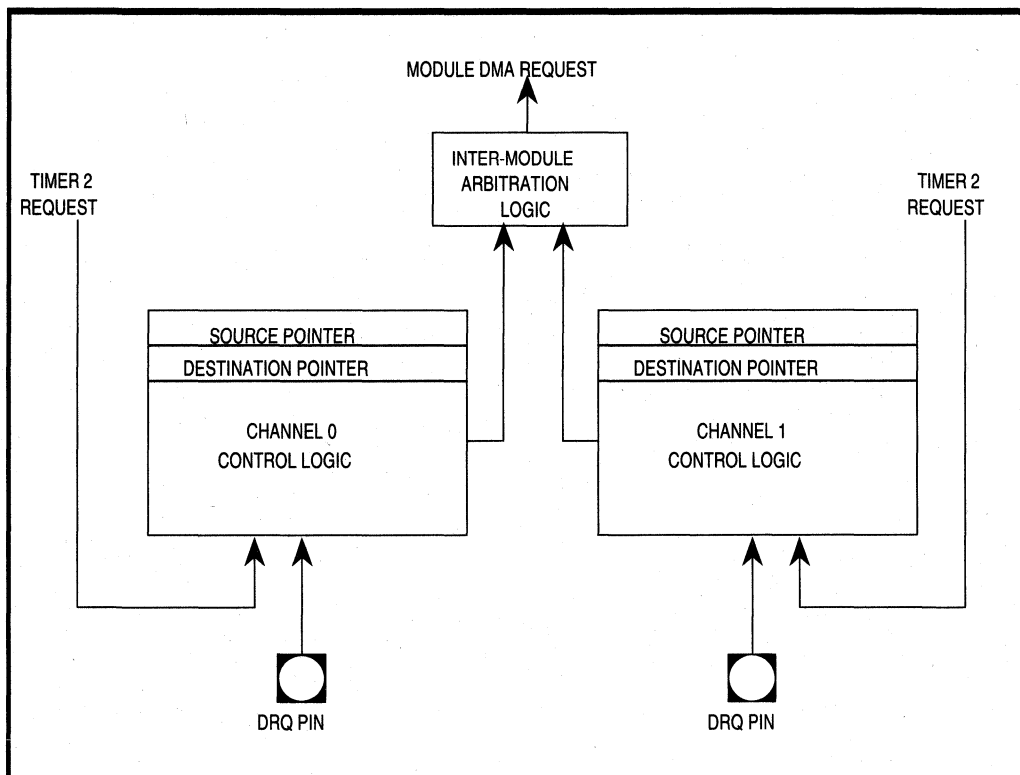 MODULE DMA REQUEST
INTER-MODULE
ARBITRATION
LOGIC
TIMER 2
REQUEST
TIMER 2
REQUEST
SOURCE POINTER
DESTINATION POINTER
CHANNEL 0
CONTROL LOGIC
SOURCE POINTER
DESTINATION POINTER
CHANNEL 1
CONTROL LOGIC
DRQ PIN
DRQ PIN